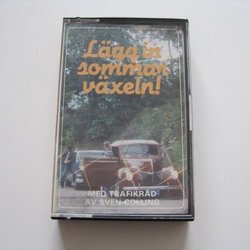 Lägg in
sommar
växeln!
MED TRAFIKRÅD
AV SVEN COLLING